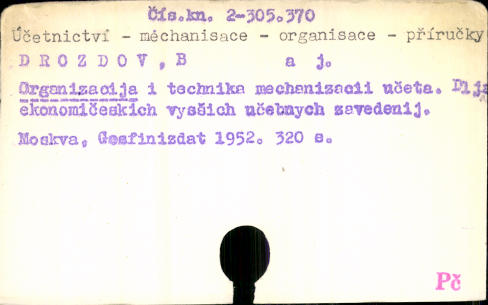 Čís.kn. 2-305.370
Účetnictví - mėchanisace - organisace - příručky
D R O Z D O V , B a j.
Organizacija i technika mechanizacii učeta. Dlja
ekonomičeskich vysšich učebnych zavedenij.
Moskva, Gosfinizdat 1952. 320 s.
Pč